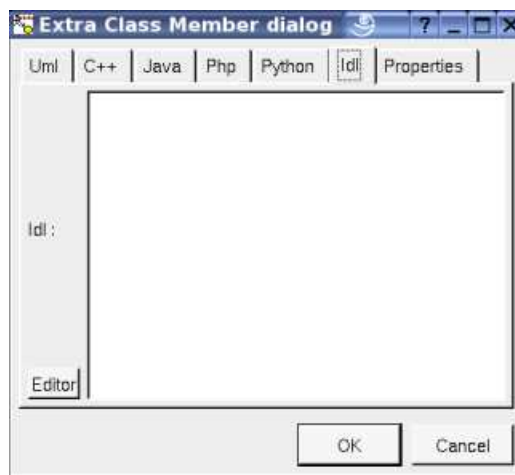 Extra Class Member dialog ?
Uml C++ Java Php Python Idl Properties
Idl :
Editor
OK Cancel